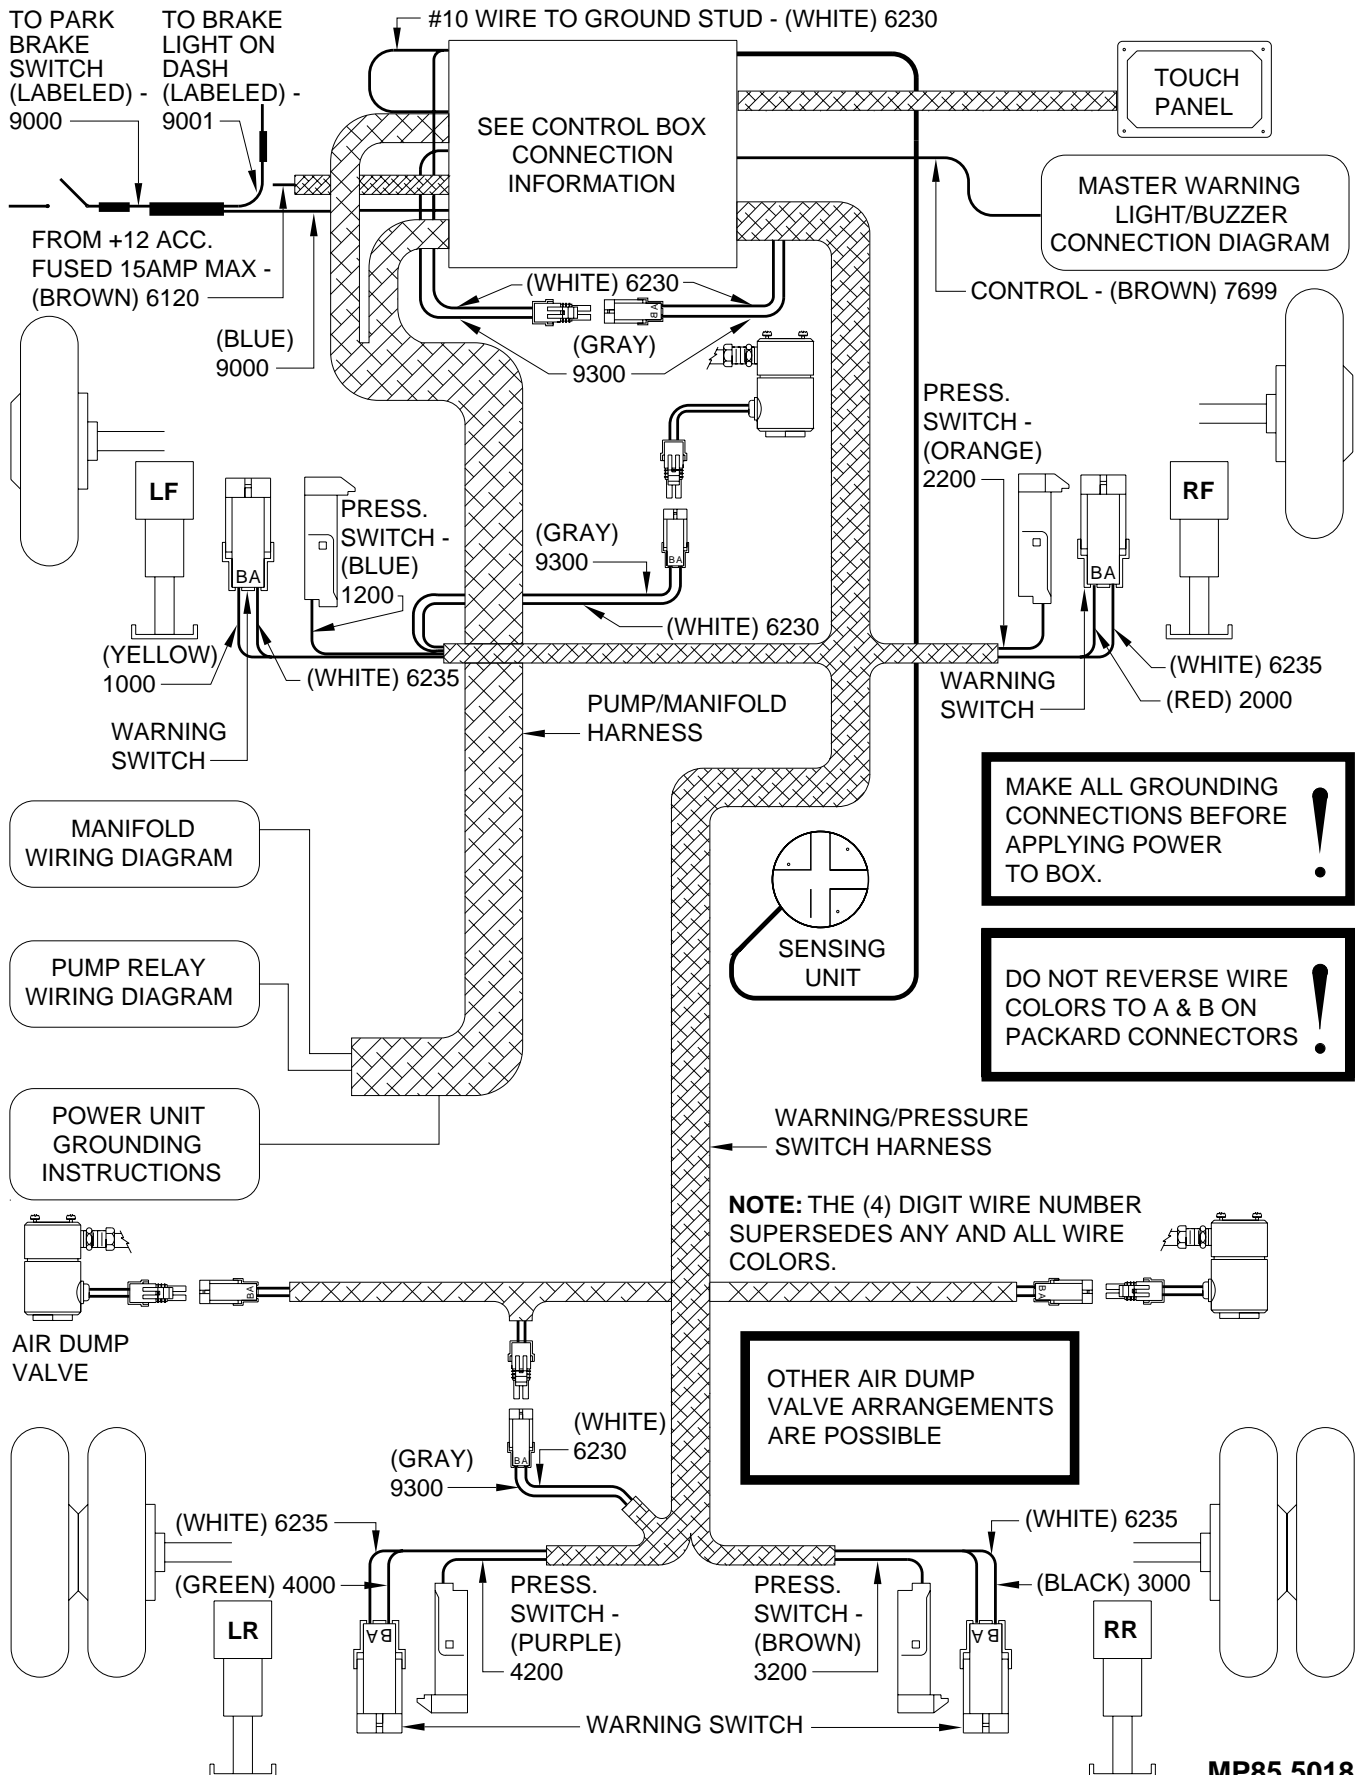 TO PARK
BRAKE
SWITCH
(LABELED) -
9000
TO BRAKE
LIGHT ON
DASH
(LABELED) -
9001
#10 WIRE TO GROUND STUD - (WHITE) 6230
SEE CONTROL BOX
CONNECTION
INFORMATION
TOUCH
PANEL
MASTER WARNING
LIGHT/BUZZER
CONNECTION DIAGRAM
FROM +12 ACC.
FUSED 15AMP MAX -
(BROWN) 6120
(BLUE)
9000
(WHITE) 6230
BA
(GRAY)
9300
CONTROL - (BROWN) 7699
PRESS.
SWITCH -
(ORANGE)
2200
LF
BA
PRESS.
SWITCH -
(BLUE)
1200
(GRAY)
9300
BA
(WHITE) 6230
BA
RF
(YELLOW)
1000
(WHITE) 6235
WARNING
SWITCH
PUMP/MANIFOLD
HARNESS
WARNING
SWITCH
(WHITE) 6235
(RED) 2000
MANIFOLD
WIRING DIAGRAM
MAKE ALL GROUNDING
CONNECTIONS BEFORE
APPLYING POWER
TO BOX.
!
PUMP RELAY
WIRING DIAGRAM
SENSING
UNIT
DO NOT REVERSE WIRE
COLORS TO A & B ON
PACKARD CONNECTORS
!
POWER UNIT
GROUNDING
INSTRUCTIONS
WARNING/PRESSURE
SWITCH HARNESS
NOTE: THE (4) DIGIT WIRE NUMBER
SUPERSEDES ANY AND ALL WIRE
COLORS.
BA
BA
AIR DUMP
VALVE
OTHER AIR DUMP
VALVE ARRANGEMENTS
ARE POSSIBLE
(WHITE)
6230
BA
(GRAY)
9300
(WHITE) 6235
(GREEN) 4000
LR
BA
PRESS.
SWITCH -
(PURPLE)
4200
PRESS.
SWITCH -
(BROWN)
3200
BA
(WHITE) 6235
(BLACK) 3000
RR
WARNING SWITCH
MP85.5018